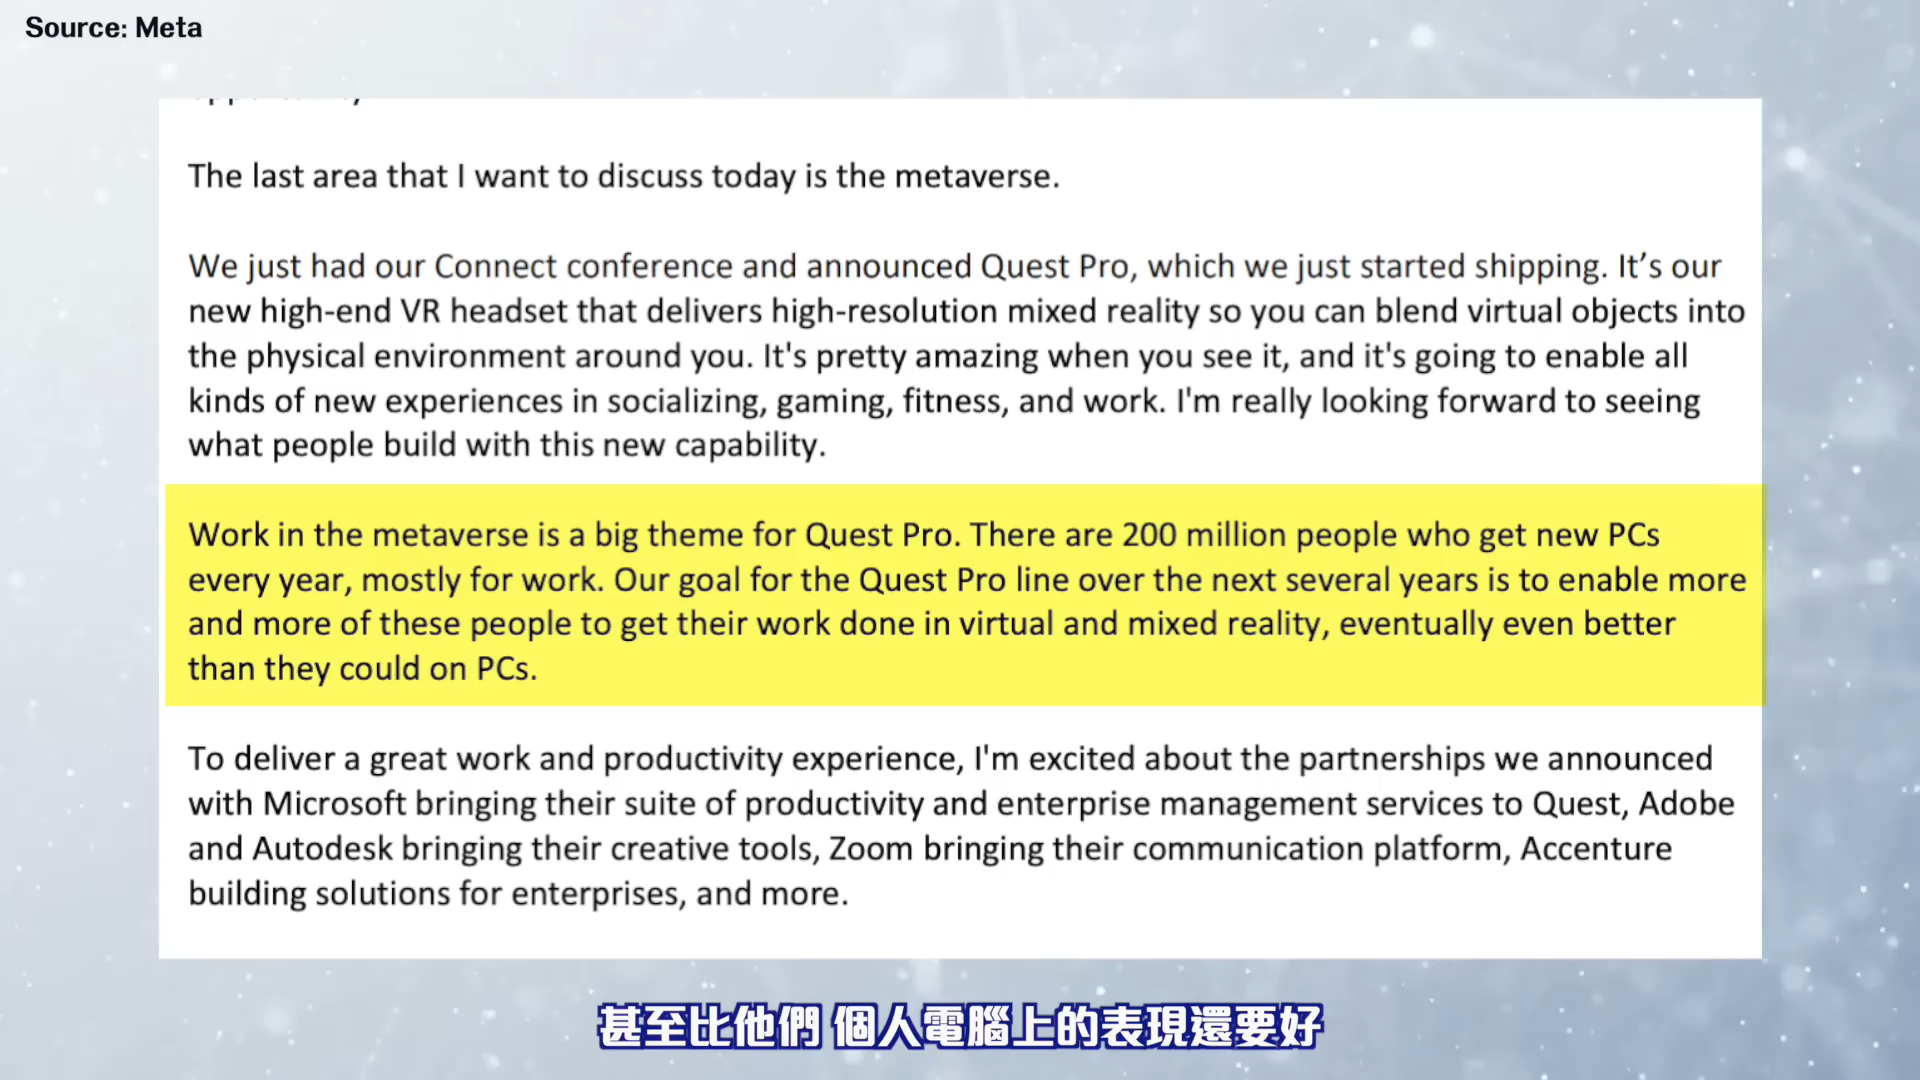 Source: Meta
The last area that I want to discuss today is the metaverse.
We just had our Connect conference and announced Quest Pro, which we just started shipping. It’s our
new high-end VR headset that delivers high-resolution mixed reality so you can blend virtual objects into
the physical environment around you. It's pretty amazing when you see it, and it's going to enable all
kinds of new experiences in socializing, gaming, fitness, and work. I'm really looking forward to seeing
what people build with this new capability.
Work in the metaverse is a big theme for Quest Pro. There are 200 million people who get new PCs
every year, mostly for work. Our goal for the Quest Pro line over the next several years is to enable more
and more of these people to get their work done in virtual and mixed reality, eventually even better
than they could on PCs.
To deliver a great work and productivity experience, I'm excited about the partnerships we announced
with Microsoft bringing their suite of productivity and enterprise management services to Quest, Adobe
and Autodesk bringing their creative tools, Zoom bringing their communication platform, Accenture
building solutions for enterprises, and more.
甚至比他們 個人電腦上的表現還要好